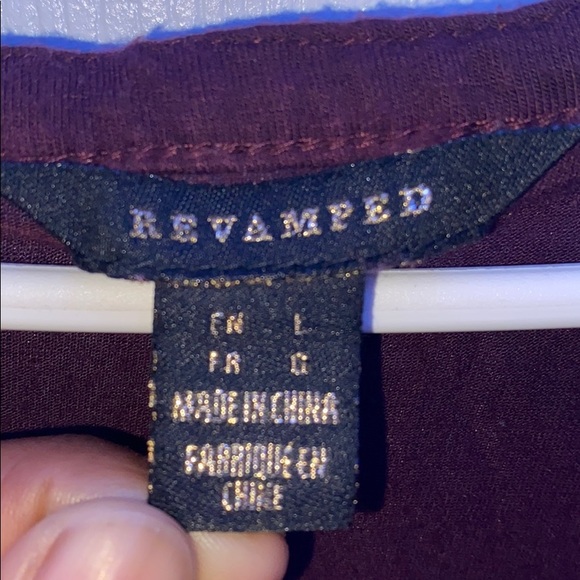 REVAMPED
EN L
FR G
MADE IN CHINA
FABRIQUE EN
CHINE